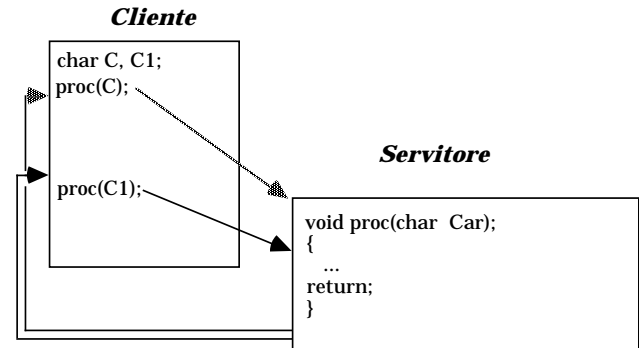 Cliente
char C, C1;
proc(C);
proc(C1);
Servitore
void proc(char Car);
{
...
return;
}